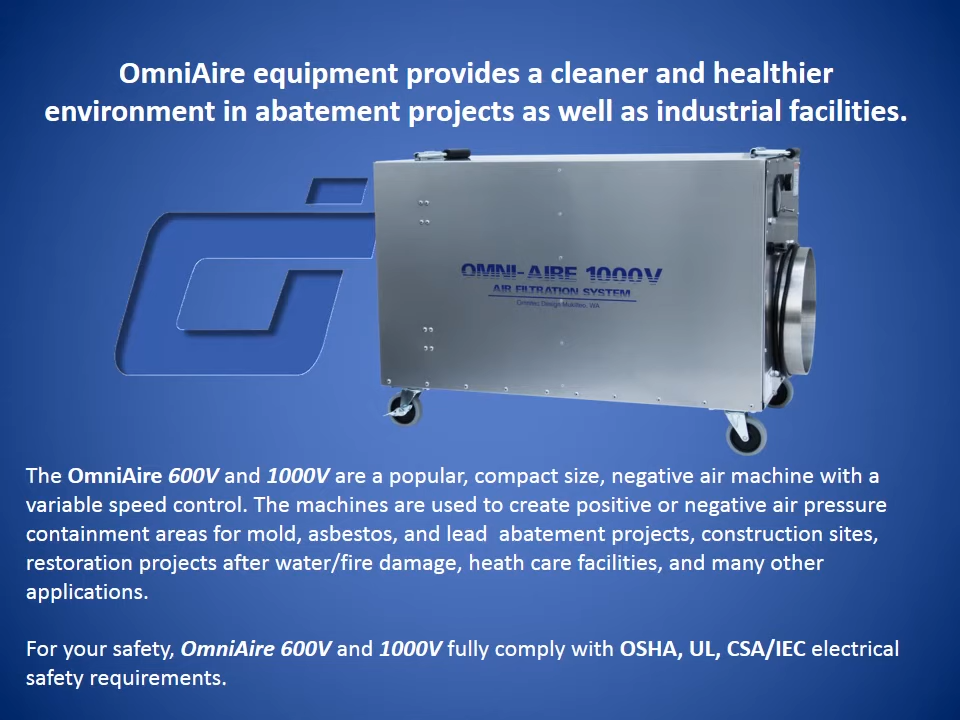 OmniAire equipment provides a cleaner and healthier
environment in abatement projects as well as industrial facilities.
OMNI-AIRE 1000V
AIR FILTRATION SYSTEM
Omnitec Design Mukilteo, WA
The OmniAire 600V and 1000V are a popular, compact size, negative air machine with a
variable speed control. The machines are used to create positive or negative air pressure
containment areas for mold, asbestos, and lead  abatement projects, construction sites,
restoration projects after water/fire damage, heath care facilities, and many other
applications.
For your safety, OmniAire 600V and 1000V fully comply with OSHA, UL, CSA/IEC electrical
safety requirements.